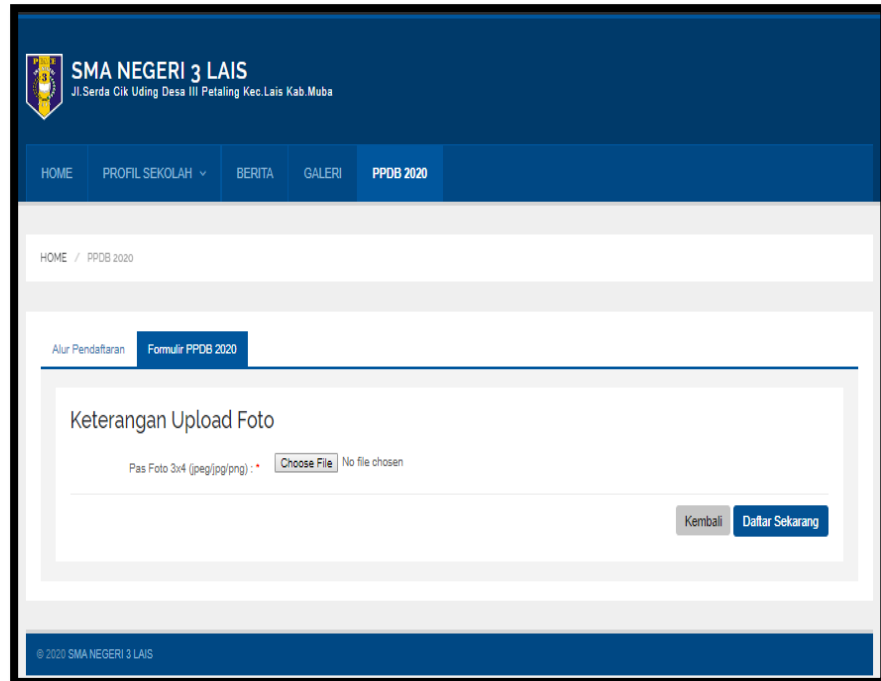 SMA NEGERI 3 LAIS
Jl.Serda Cik Uding Desa III Petaling Kec.Lais Kab.Muba
HOME PROFIL SEKOLAH BERITA GALERI PPDB 2020
HOME / PPDB 2020
Alur Pendaftaran Formulir PPDB 2020
Keterangan Upload Foto
Pas Foto 3x4 (jpeg/jpg/png) : * Choose File No file chosen
Kembali Daftar Sekarang
© 2020 SMA NEGERI 3 LAIS